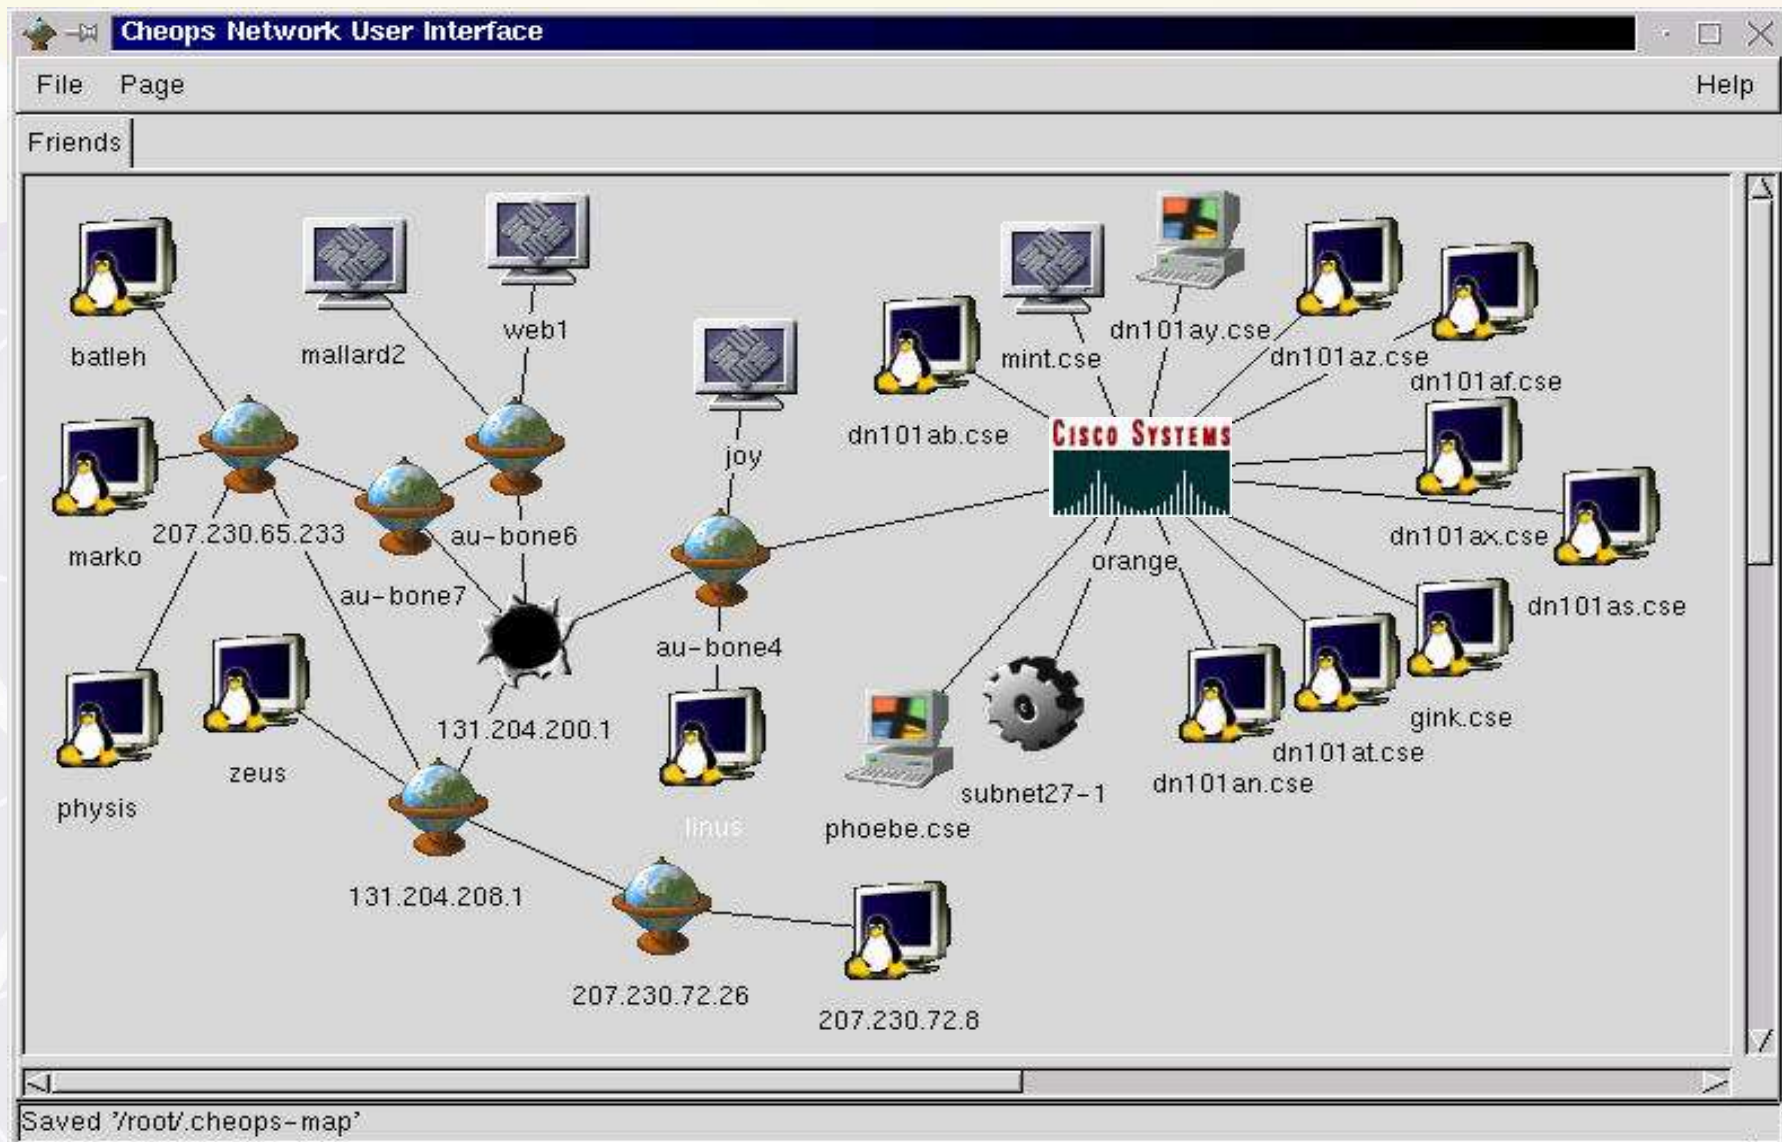 Cheops Network User Interface
File Page Help
Friends
batleh
mallard2
web1
joy
mint.cse
dn101ay.cse
dn101az.cse
dn101af.cse
dn101ab.cse
CISCO SYSTEMS
marko
207.230.65.233
au-bone6
au-bone7
orange
dn101ax.cse
dn101as.cse
au-bone4
131.204.200.1
gink.cse
dn101at.cse
dn101an.cse
zeus
physis
linus
subnet27-1
phoebe.cse
131.204.208.1
207.230.72.26
207.230.72.8
Saved '/root/.cheops-map'